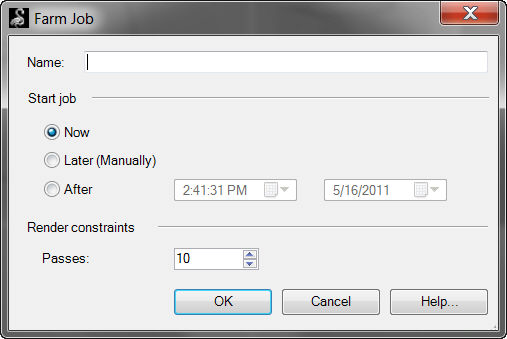 Farm Job
Name:
Start job
Now
Later (Manually)
After 2:41:31 PM 5/16/2011
Render constraints
Passes: 10
OK Cancel Help...